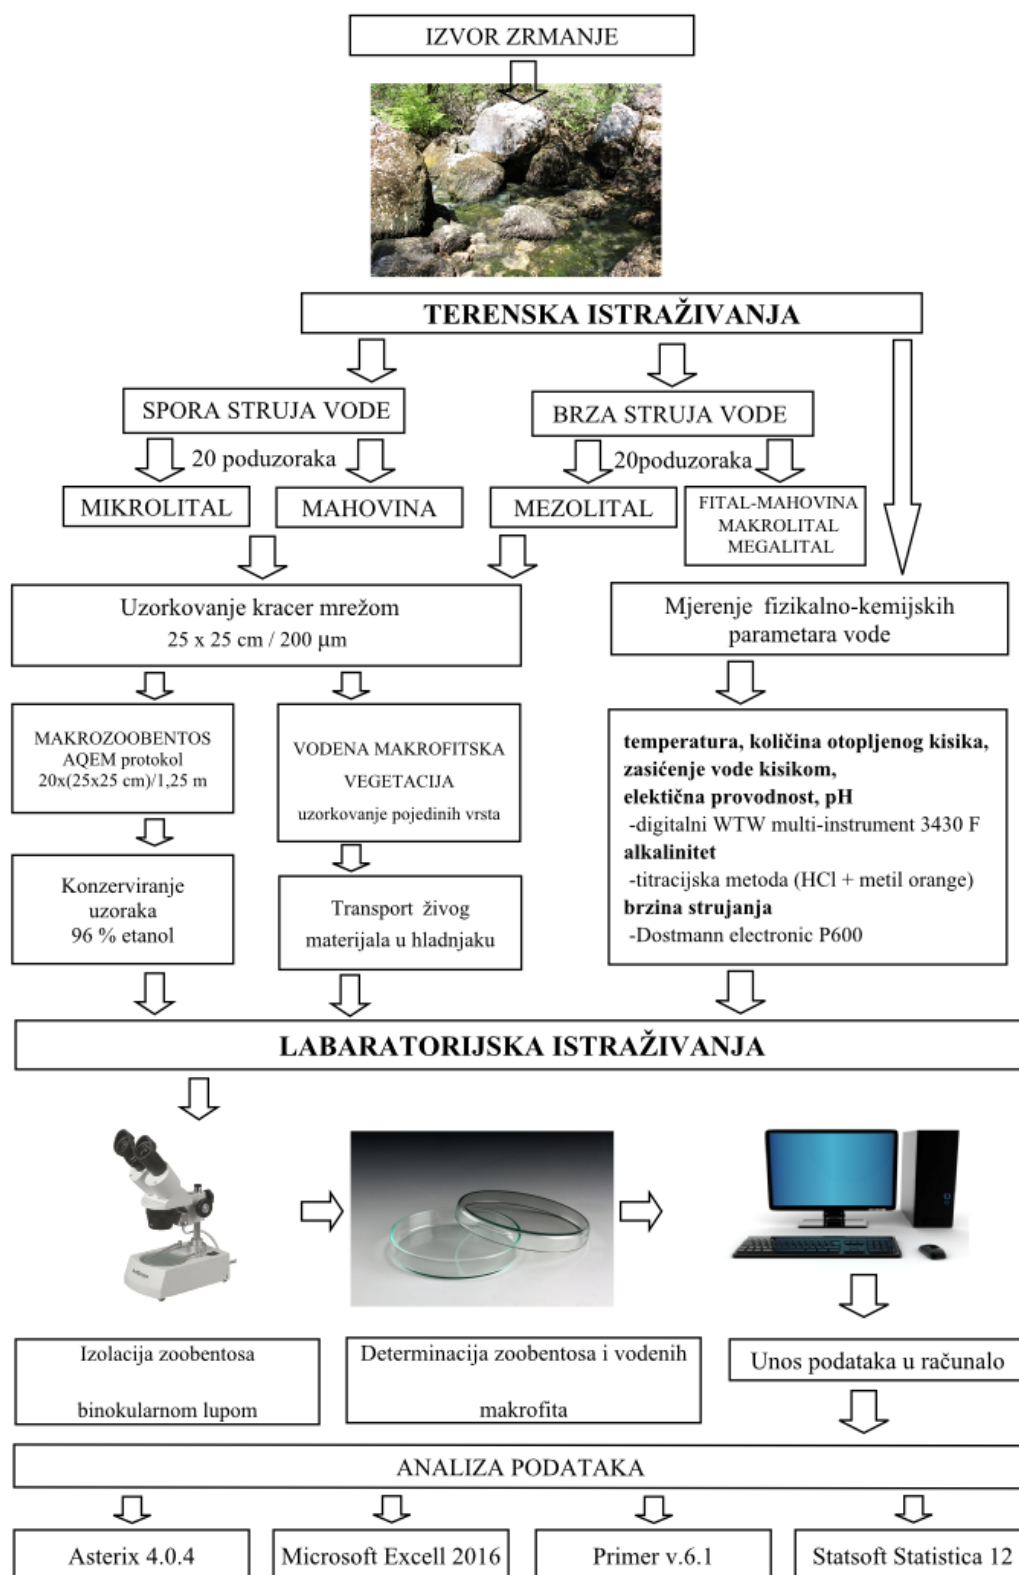 IZVOR ZRMANJE
TERENSKA ISTRAŽIVANJA
SPORA STRUJA VODE
BRZA STRUJA VODE
20 poduzoraka
20poduzoraka
MIKROLITAL
MAHOVINA
MEZOLITAL
FITAL-MAHOVINA
MAKROLITAL
MEGALITAL
Uzorkovanje kracer mrežom
25 x 25 cm / 200 μm
Mjerenje fizikalno-kemijskih
parametara vode
MAKROZOOBENTOS
AQEM protokol
20x(25x25 cm)/1,25 m
VODENA MAKROFITSKA
VEGETACIJA
uzorkovanje pojedinih vrsta
temperatura, količina otopljenog kisika,
zasićenje vode kisikom,
elektična provodnost, pH
-digitalni WTW multi-instrument 3430 F
alkalinitet
-titracijska metoda (HCl + metil orange)
brzina strujanja
-Dostmann electronic P600
Konzerviranje
uzoraka
96 % etanol
Transport živog
materijala u hladnjaku
LABARATORIJSKA ISTRAŽIVANJA
Izolacija zoobentosa
binokularnom lupom
Determinacija zoobentosa i vodenih
makrofita
Unos podataka u računalo
ANALIZA PODATAKA
Asterix 4.0.4
Microsoft Excell 2016
Primer v.6.1
Statsoft Statistica 12